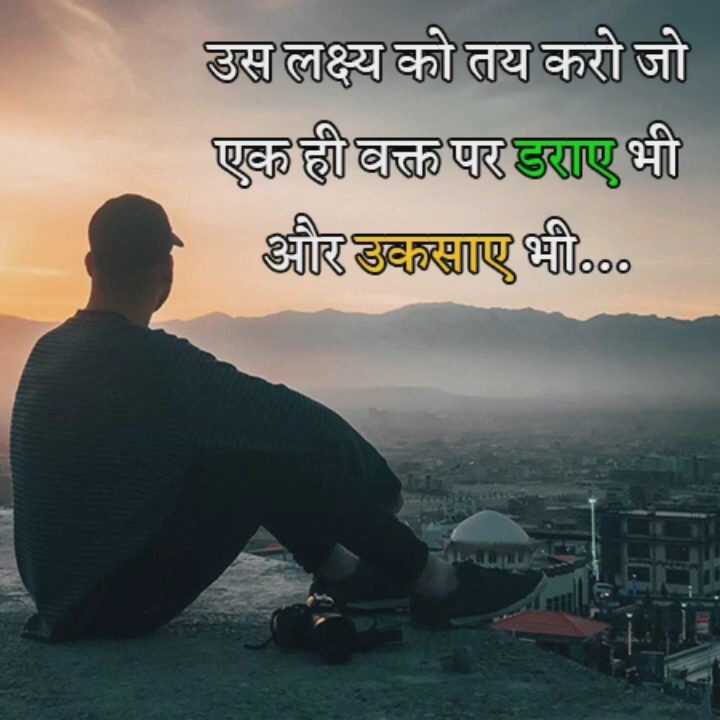 उस लक्ष्य को तय करो जो
एक ही वक्त पर डराए भी
और उकसाए भी...